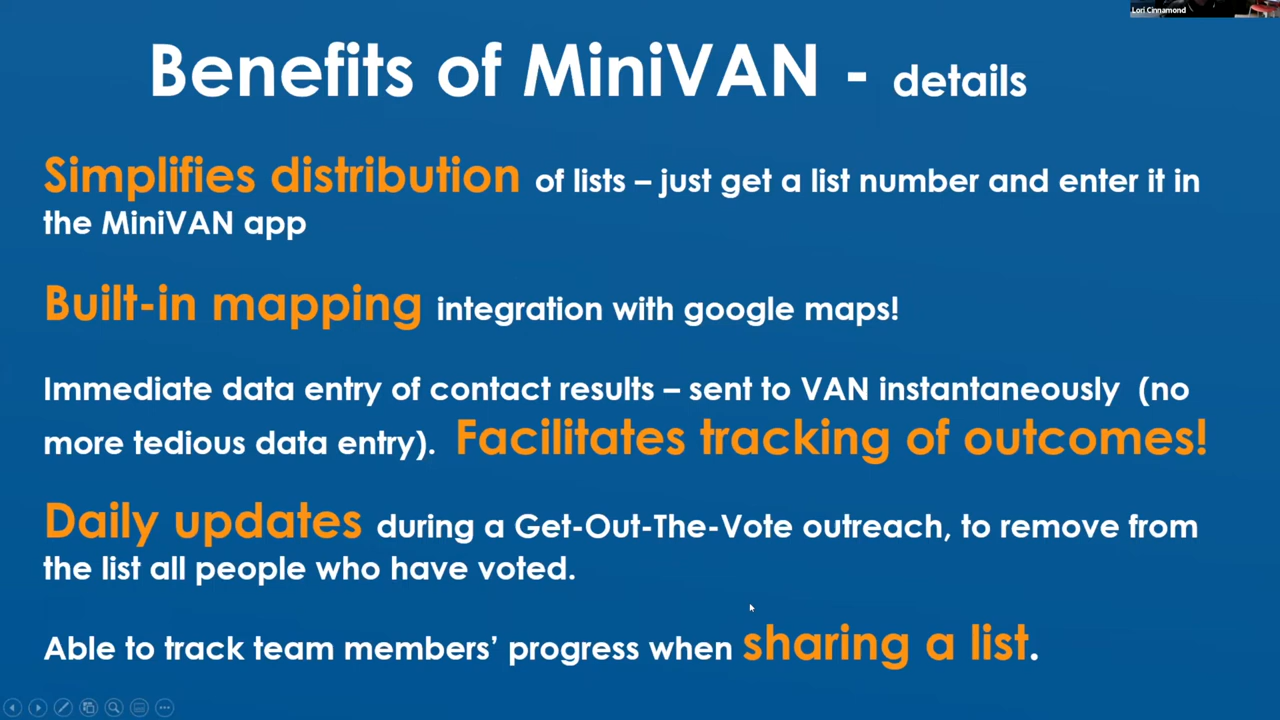 Lori Cinnamond
Benefits of MiniVAN - details
Simplifies distribution of lists – just get a list number and enter it in
the MiniVAN app
Built-in mapping integration with google maps!
Immediate data entry of contact results – sent to VAN instantaneously (no
more tedious data entry). Facilitates tracking of outcomes!
Daily updates during a Get-Out-The-Vote outreach, to remove from
the list all people who have voted.
Able to track team members’ progress when sharing a list.